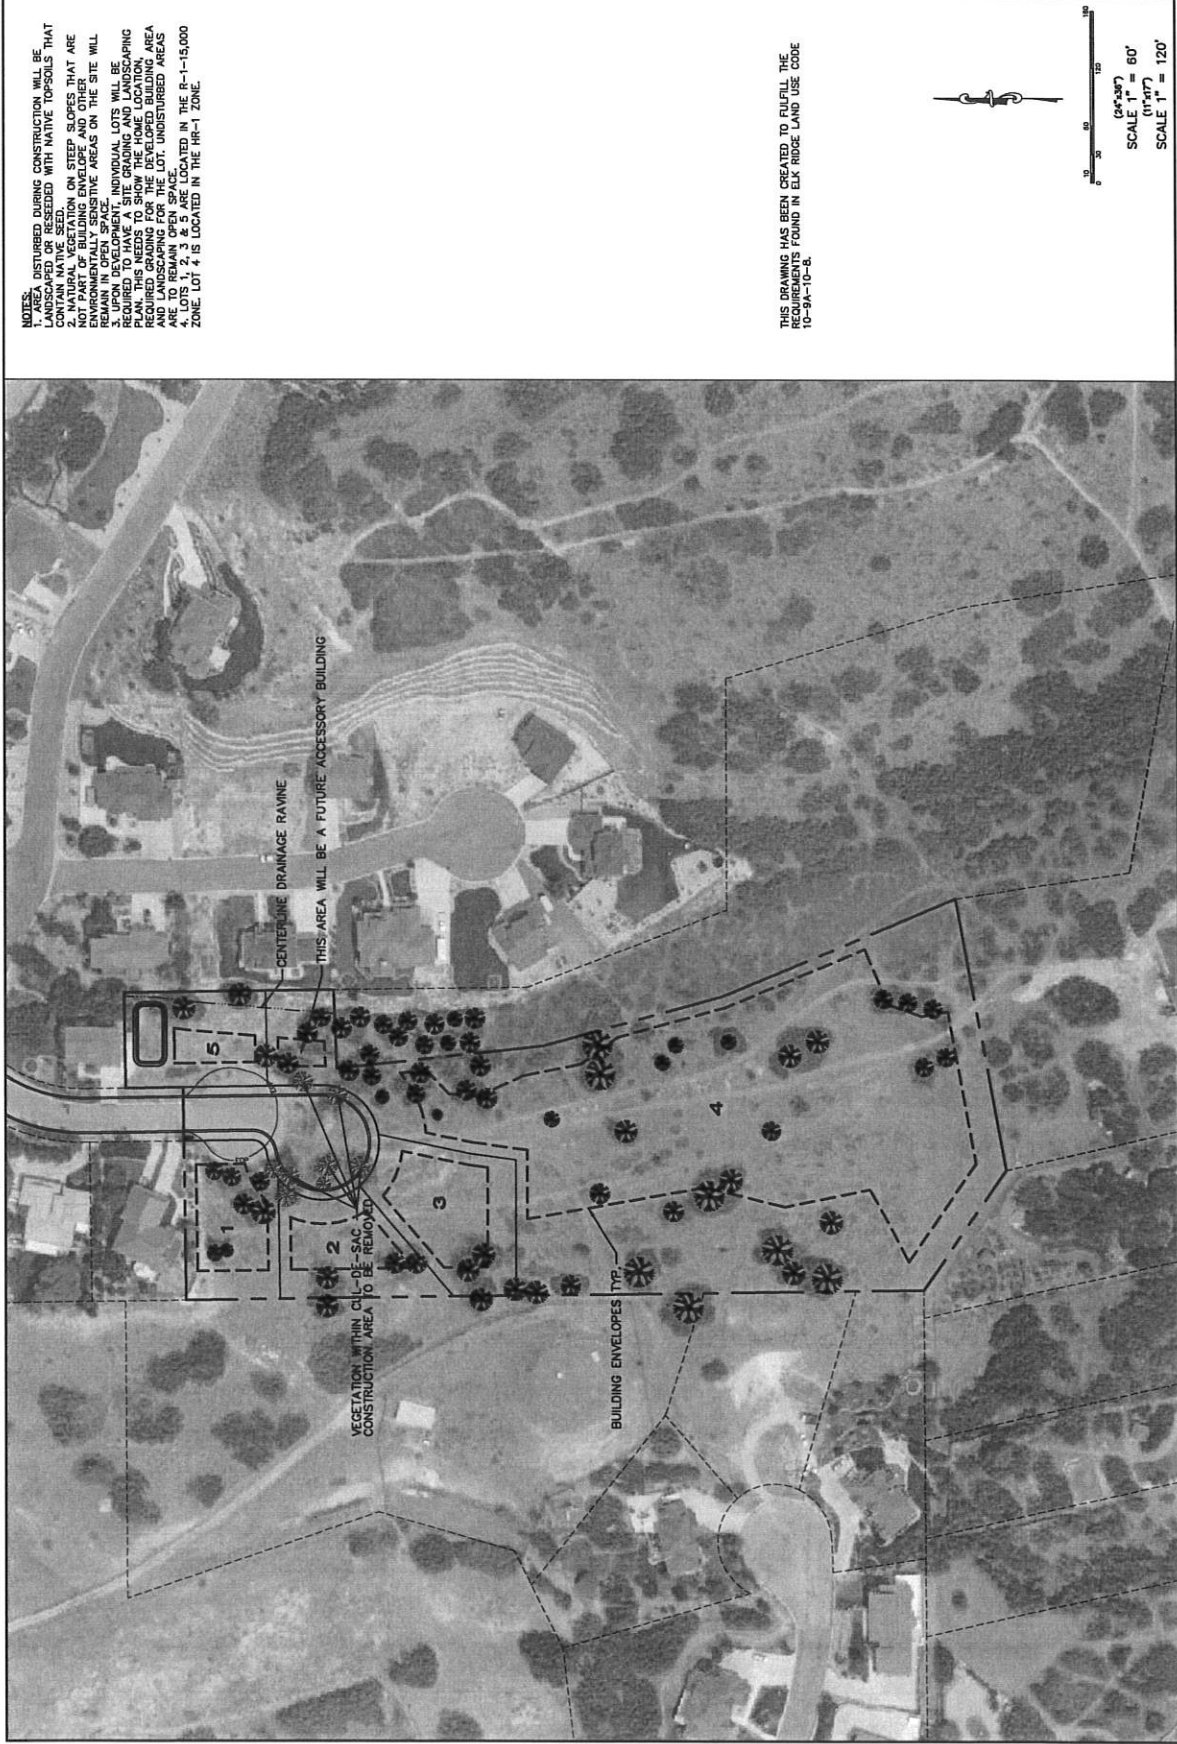 NOTES:
1. AREA DISTURBED DURING CONSTRUCTION WILL BE
LANDSCAPED OR RESEEDED WITH NATIVE TOPSOILS THAT
CONTAIN NATIVE SEED.
2. NATURAL VEGETATION ON STEEP SLOPES THAT ARE
NOT PART OF BUILDING ENVELOPE AND OTHER
ENVIRONMENTALLY SENSITIVE AREAS ON THE SITE WILL
REMAIN IN OPEN SPACE.
3. UPON DEVELOPMENT, INDIVIDUAL LOTS WILL BE
REQUIRED TO HAVE A SITE GRADING AND LANDSCAPING
PLAN. THIS NEEDS TO SHOW THE HOME LOCATION,
REQUIRED GRADING FOR THE DEVELOPED BUILDING AREA
AND LANDSCAPING FOR THE LOT. UNDISTURBED AREAS
ARE TO REMAIN OPEN SPACE.
4. LOTS 1, 2, 3 & 5 ARE LOCATED IN THE R-1-15,000
ZONE. LOT 4 IS LOCATED IN THE HR-1 ZONE.
THIS DRAWING HAS BEEN CREATED TO FULFILL THE
REQUIREMENTS FOUND IN ELK RIDGE LAND USE CODE
10-9A-10-B.
10 60 120 180
0 30
(24"x36")
SCALE 1" = 60'
(11"x17")
SCALE 1" = 120'
CENTERLINE DRAINAGE RAVINE
THIS AREA WILL BE A FUTURE ACCESSORY BUILDING
5
1
2
3
4
VEGETATION WITHIN CUL-DE-SAC
CONSTRUCTION AREA TO BE REMOVED
BUILDING ENVELOPES TYP.